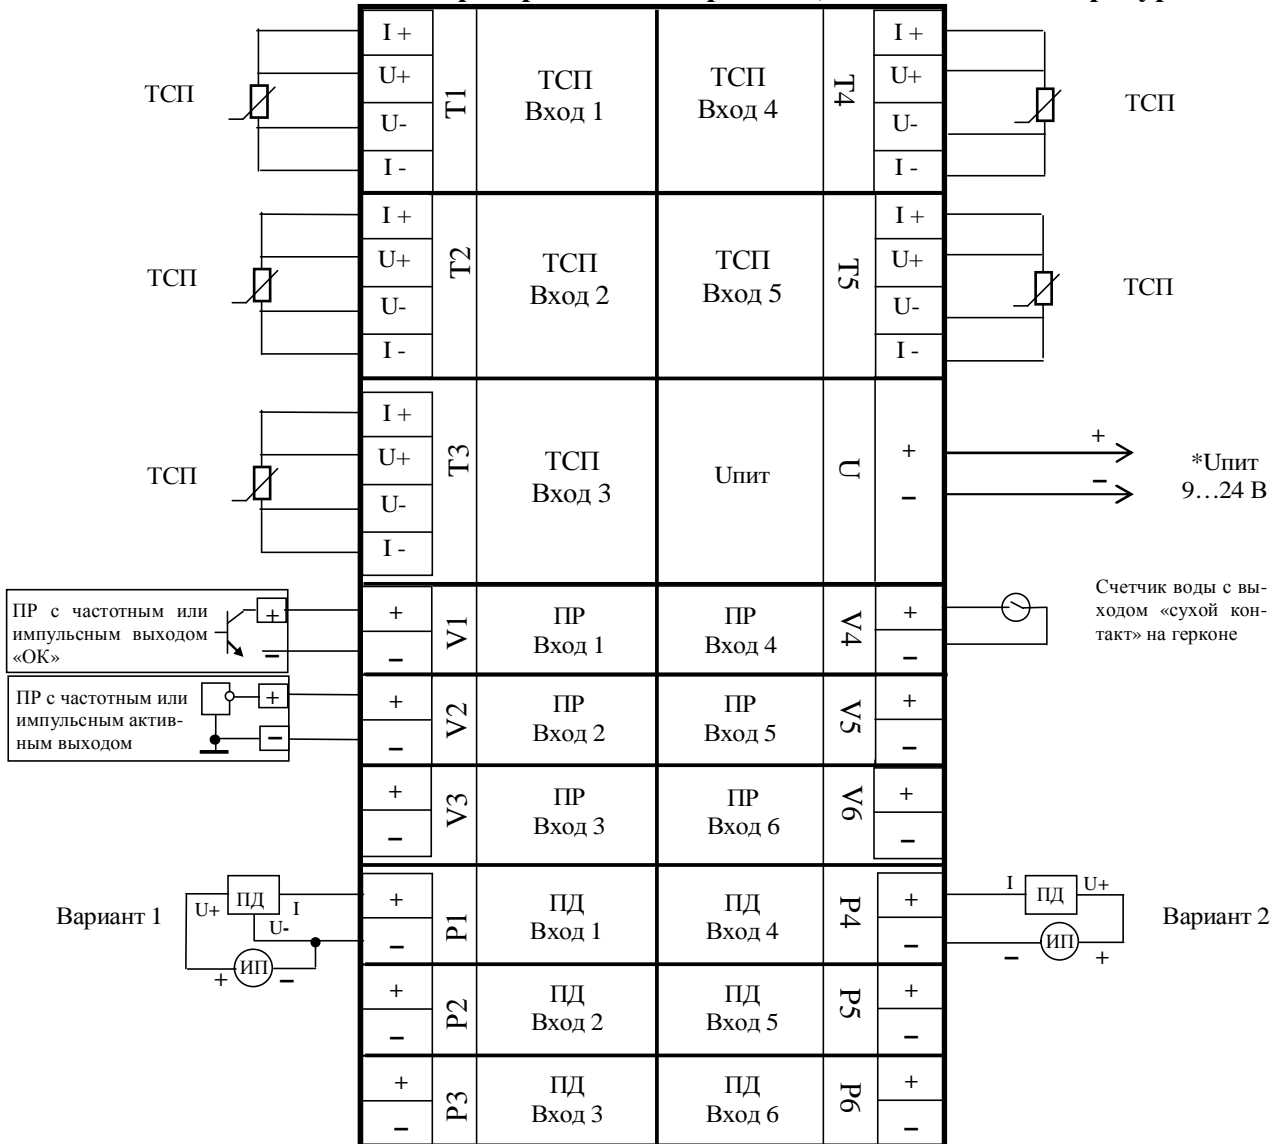 I +
U+
U-
I -
T1
ТСП
ТСП
Вход 1
ТСП
Вход 4
T4
I +
U+
U-
I -
ТСП
I +
U+
U-
I -
T2
ТСП
ТСП
Вход 2
ТСП
Вход 5
T5
I +
U+
U-
I -
ТСП
I +
U+
U-
I -
T3
ТСП
ТСП
Вход 3
Uпит
U
+
–
+
–
*Uпит
9…24 В
ПР с частотным или
импульсным выходом
«ОК»
+
–
+
–
V1
ПР
Вход 1
ПР
Вход 4
V4
+
–
Счетчик воды с вы-
ходом «сухой кон-
такт» на герконе
ПР с частотным или
импульсным актив-
ным выходом
+
–
+
–
V2
ПР
Вход 2
ПР
Вход 5
V5
+
–
+
–
V3
ПР
Вход 3
ПР
Вход 6
V6
+
–
Вариант 1
U+
ПД
I
U-
+
ИП
–
+
–
P1
ПД
Вход 1
ПД
Вход 4
P4
+
–
I
ПД
U+
–
ИП
+
Вариант 2
+
–
P2
ПД
Вход 2
ПД
Вход 5
P5
+
–
+
–
P3
ПД
Вход 3
ПД
Вход 6
P6
+
–